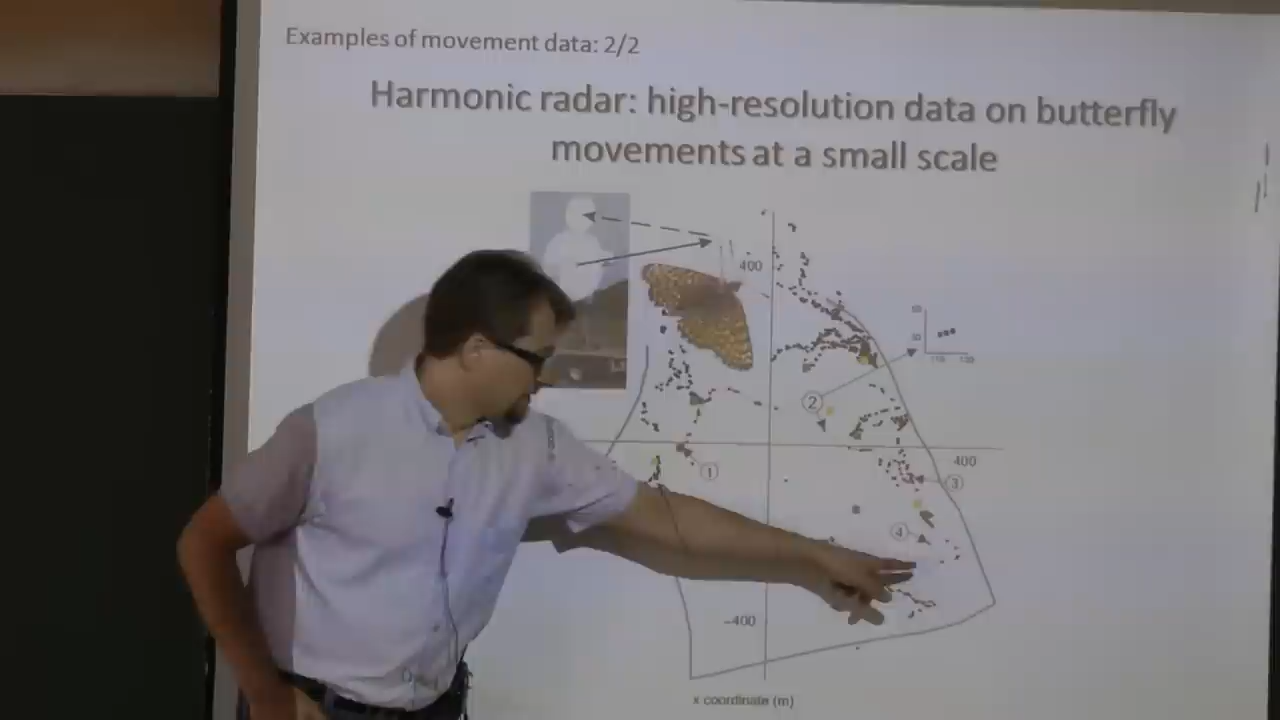 Examples of movement data: 2/2
Harmonic radar: high-resolution data on butterfly
movements at a small scale
400
2
1
400
3
4
−400
x coordinate (m)